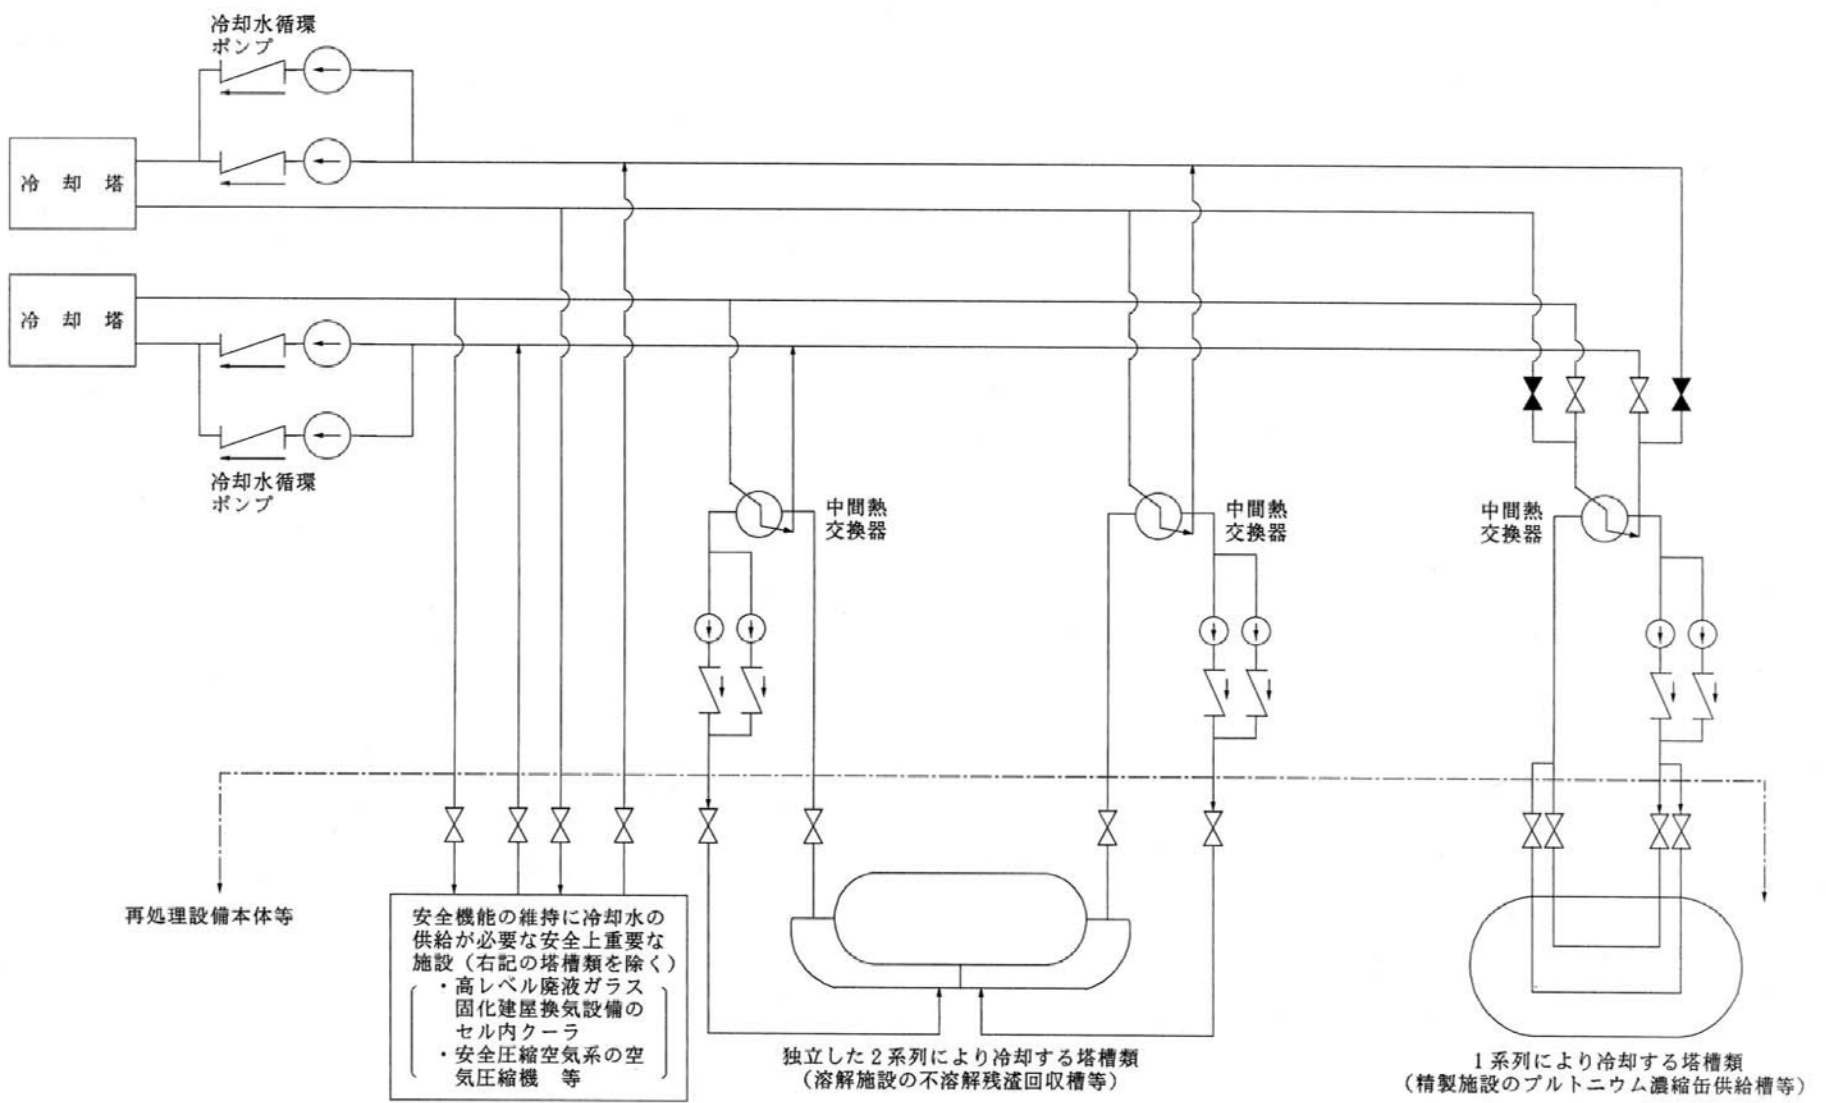 冷却水循環
ポンプ
冷 却 塔
冷 却 塔
冷却水循環
ポンプ
中間熱
交換器
中間熱
交換器
中間熱
交換器
再処理設備本体等
安全機能の維持に冷却水の
供給が必要な安全上重要な
施設（右記の塔槽類を除く）
・高レベル廃液ガラス
固化建屋換気設備の
セル内クーラ
・安全圧縮空気系の空
気圧縮機　等
独立した2系列により冷却する塔槽類
（溶解施設の不溶解残渣回収槽等）
1系列により冷却する塔槽類
（精製施設のプルトニウム濃縮缶供給槽等）